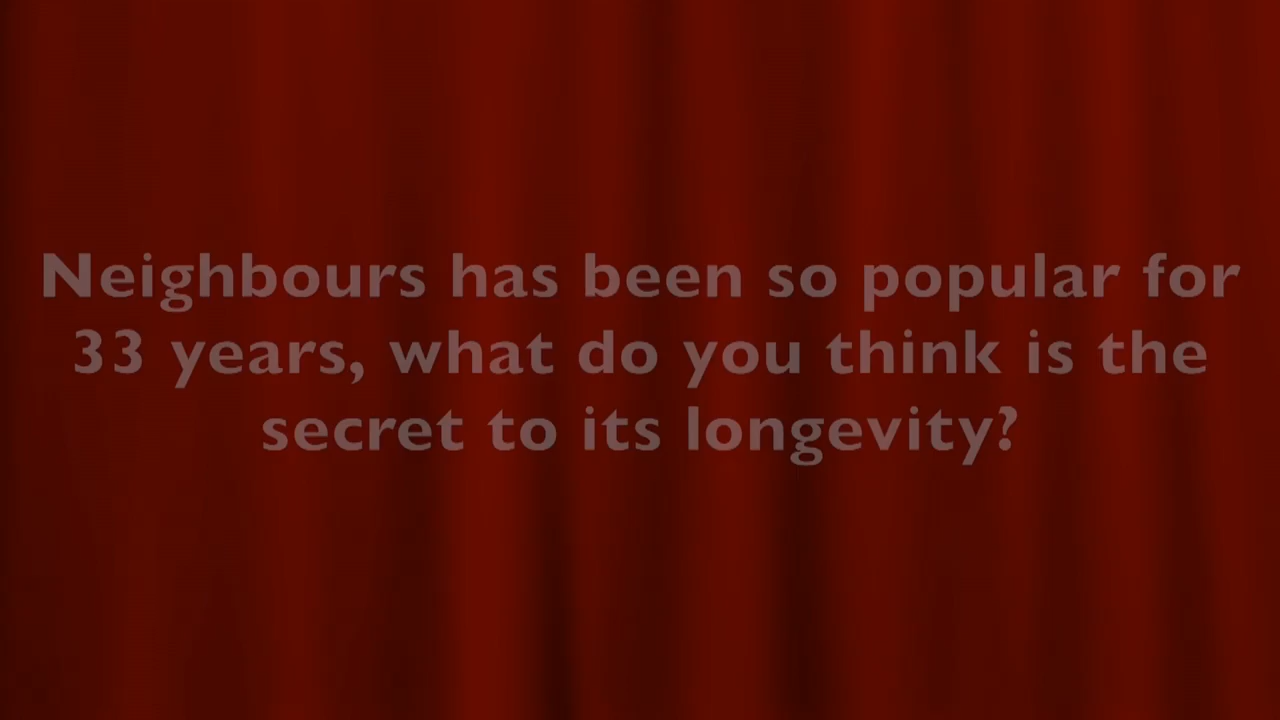 Neighbours has been so popular for
33 years, what do you think is the
secret to its longevity?